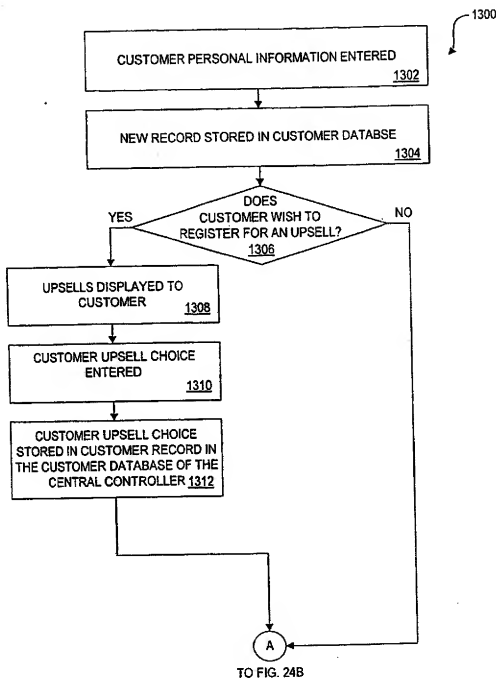 1300
CUSTOMER PERSONAL INFORMATION ENTERED
1302
NEW RECORD STORED IN CUSTOMER DATABSE
1304
DOES
CUSTOMER WISH TO
REGISTER FOR AN UPSELL?
1306
YES
NO
UPSELLS DISPLAYED TO
CUSTOMER
1308
CUSTOMER UPSELL CHOICE
ENTERED
1310
CUSTOMER UPSELL CHOICE
STORED IN CUSTOMER RECORD IN
THE CUSTOMER DATABASE OF THE
CENTRAL CONTROLLER 1312
A
TO FIG. 24B